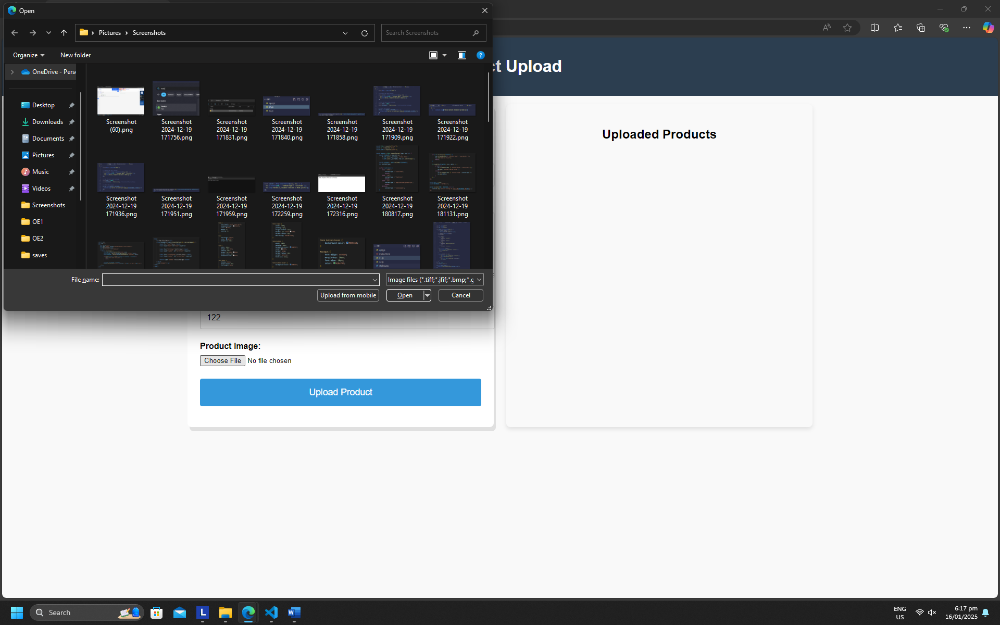 Open
Pictures
Screenshots
Search Screenshots
Organize
New folder
ct Upload
OneDrive - Perso
Desktop
Downloads
Documents
Pictures
Music
Videos
Screenshots
OE1
OE2
saves
Screenshot
(60).png
Screenshot
2024-12-19
171756.png
Screenshot
2024-12-19
171831.png
Screenshot
2024-12-19
171840.png
Screenshot
2024-12-19
171858.png
Screenshot
2024-12-19
171909.png
Screenshot
2024-12-19
171922.png
Screenshot
2024-12-19
171936.png
Screenshot
2024-12-19
171951.png
Screenshot
2024-12-19
171959.png
Screenshot
2024-12-19
172259.png
Screenshot
2024-12-19
172316.png
Screenshot
2024-12-19
180817.png
Screenshot
2024-12-19
181131.png
File name:
Image files (*.tiff;*.jfif;*.bmp;*.g
Upload from mobile
Open
Cancel
122
Product Image:
Choose File No file chosen
Upload Product
Uploaded Products
Search
ENG
US
6:17 pm
16/01/2025